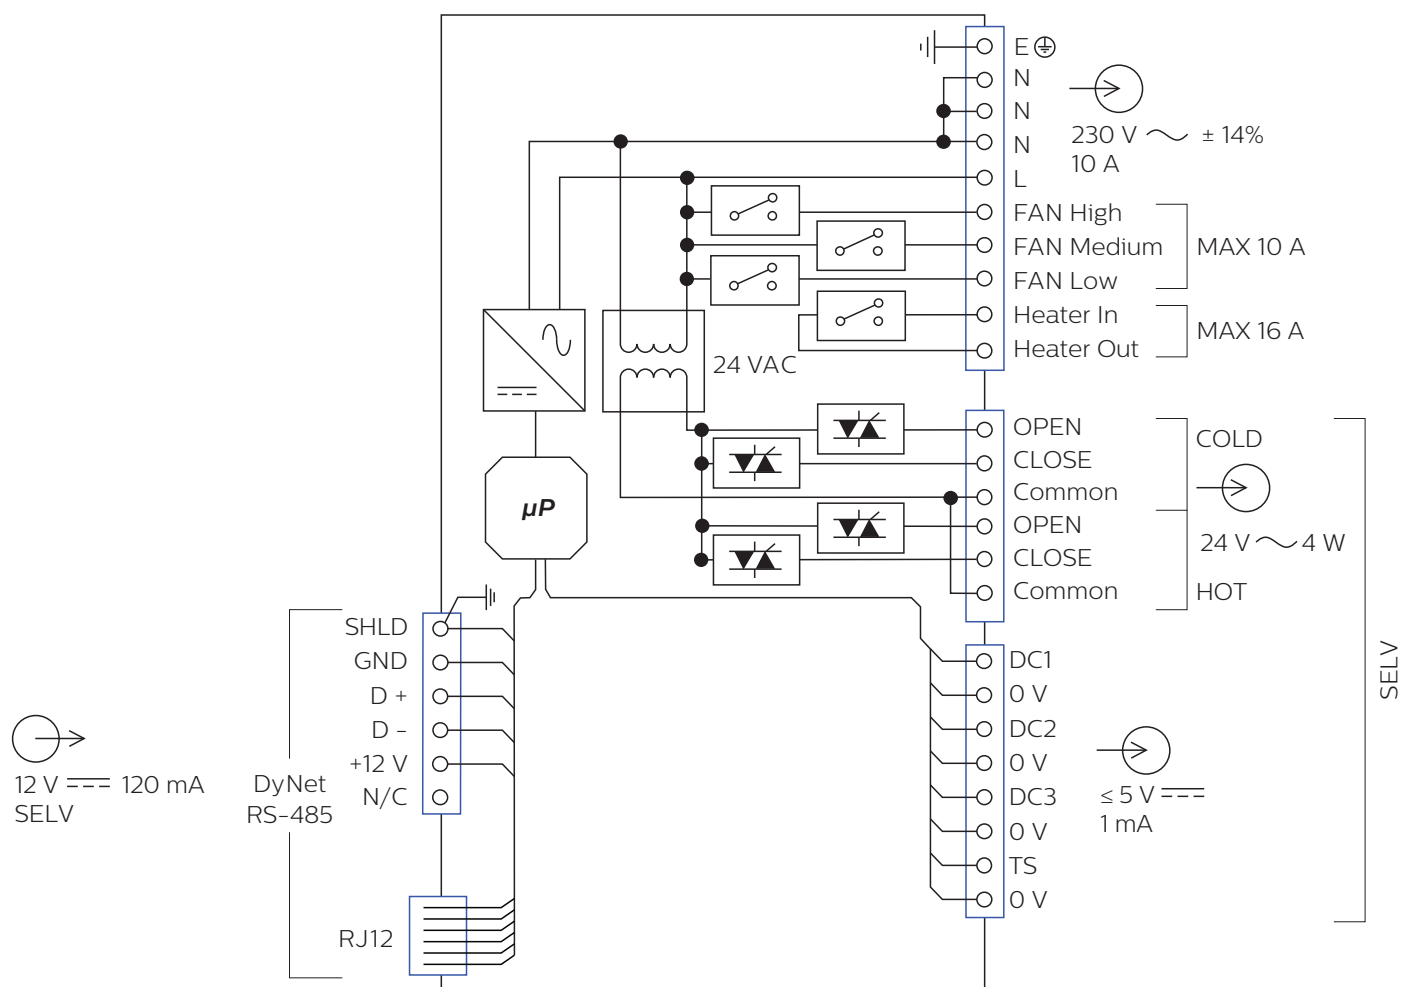 E
N
N
N
L
230 V ± 14%
10 A
FAN High
FAN Medium
FAN Low
MAX 10 A
Heater In
Heater Out
MAX 16 A
24 VAC
OPEN
CLOSE
Common
COLD
OPEN
CLOSE
Common
24 V 4 W
HOT
SELV
µP
SHLD
GND
D +
D -
+12 V
N/C
DyNet
RS-485
12 V 120 mA
SELV
RJ12
DC1
0 V
DC2
0 V
DC3
0 V
TS
0 V
≤ 5 V
1 mA